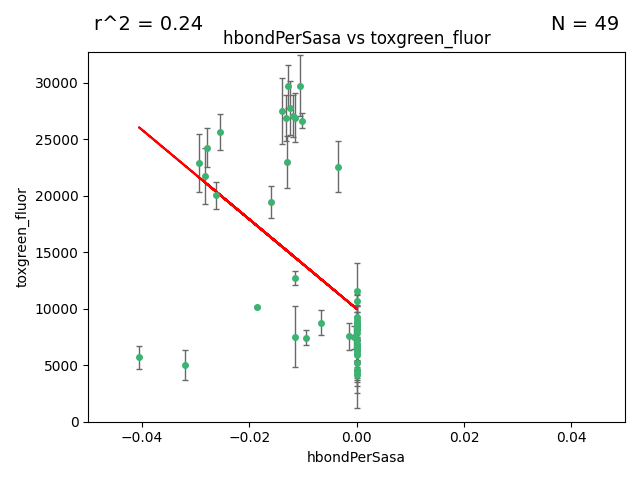 r^2 = 0.24
N = 49
hbondPerSasa vs toxgreen_fluor
toxgreen_fluor
30000
25000
20000
15000
10000
5000
0
−0.04
−0.02
0.00
0.02
0.04
hbondPerSasa